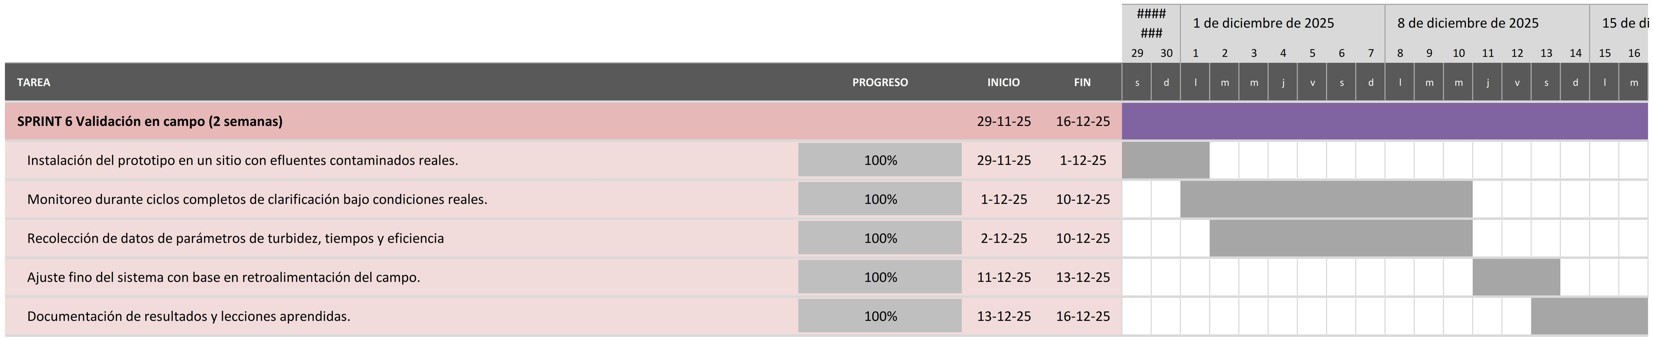 ####
###
1 de diciembre de 2025
8 de diciembre de 2025
15 de di
29 30 1 2 3 4 5 6 7 8 9 10 11 12 13 14 15 16
TAREA PROGRESO INICIO FIN s d l m m j v s d l m m j v s d l m
SPRINT 6 Validación en campo (2 semanas) 29-11-25 16-12-25
Instalación del prototipo en un sitio con efluentes contaminados reales. 100% 29-11-25 1-12-25
Monitoreo durante ciclos completos de clarificación bajo condiciones reales. 100% 1-12-25 10-12-25
Recolección de datos de parámetros de turbidez, tiempos y eficiencia 100% 2-12-25 10-12-25
Ajuste fino del sistema con base en retroalimentación del campo. 100% 11-12-25 13-12-25
Documentación de resultados y lecciones aprendidas. 100% 13-12-25 16-12-25